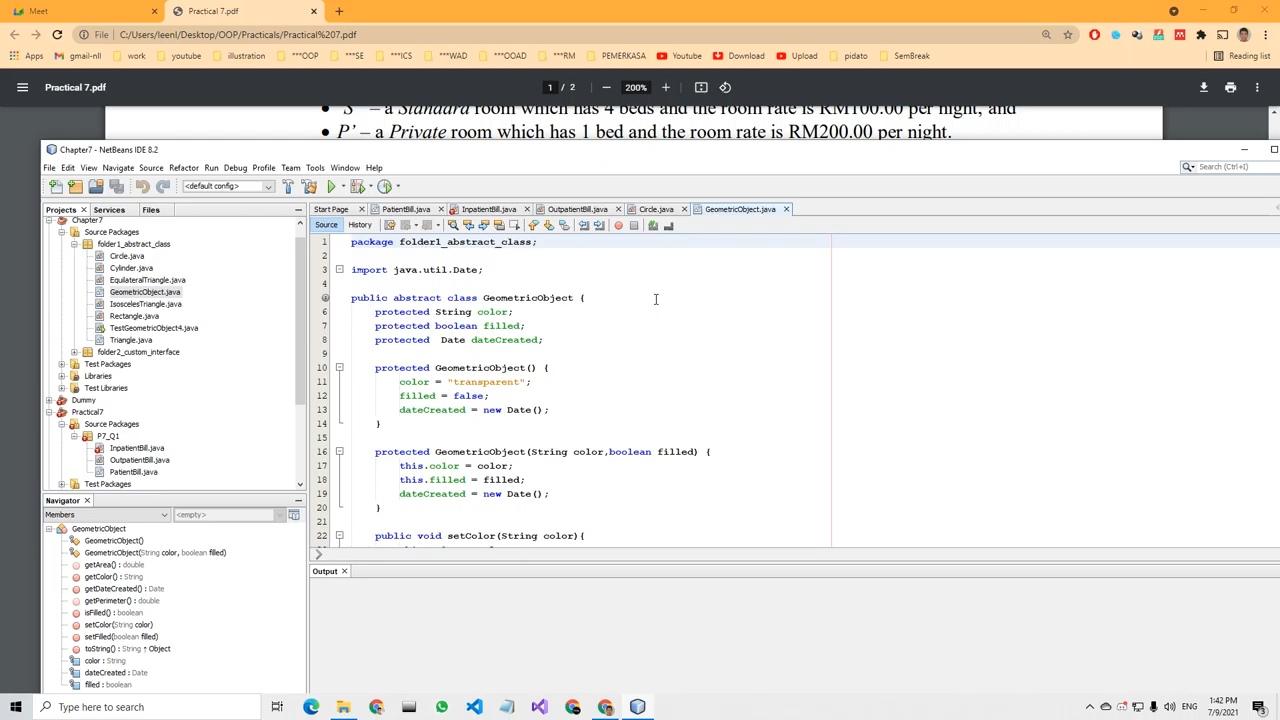 Meet
Practical 7.pdf
File C:/Users/leenl/Desktop/OOP/Practicals/Practical%207.pdf
Apps gmail-nll work youtube illustration ***OOP ***SE ***ICS ***WAD ***OOAD ***RM PEMERKASA Youtube Download Upload pidato SemBreak Reading list
Practical 7.pdf 1 / 2 200%
'S' – a Standard room which has 4 beds and the room rate is RM100.00 per night, and
P' – a Private room which has 1 bed and the room rate is RM200.00 per night.
Chapter7 - NetBeans IDE 8.2
File Edit View Navigate Source Refactor Run Debug Profile Team Tools Window Help
Search (Ctrl+I)
<default config>
Projects Services Files
Start Page PatientBill.java InpatientBill.java OutpatientBill.java Circle.java GeometricObject.java
Source History
Chapter7
Source Packages
folder1_abstract_class
Circle.java
Cylinder.java
EquilateralTriangle.java
GeometricObject.java
IsoscelesTriangle.java
Rectangle.java
TestGeometricObject4.java
Triangle.java
folder2_custom_interface
Test Packages
Libraries
Test Libraries
Dummy
Practical7
Source Packages
P7_Q1
InpatientBill.java
OutpatientBill.java
PatientBill.java
Test Packages
1 package folder1_abstract_class;
2
3 import java.util.Date;
4
public abstract class GeometricObject {
6 protected String color;
7 protected boolean filled;
8 protected Date dateCreated;
9
10 protected GeometricObject() {
11 color = "transparent";
12 filled = false;
13 dateCreated = new Date();
14 }
15
16 protected GeometricObject(String color,boolean filled) {
17 this.color = color;
18 this.filled = filled;
19 dateCreated = new Date();
20 }
21
22 public void setColor(String color){
Navigator
Members <empty>
GeometricObject
GeometricObject()
GeometricObject(String color, boolean filled)
getArea() : double
getColor() : String
getDateCreated() : Date
getPerimeter() : double
isFilled() : boolean
setColor(String color)
setFilled(boolean filled)
toString() : String ↑ Object
color : String
dateCreated : Date
filled : boolean
Output
Type here to search
ENG
1:42 PM
7/9/2021
3